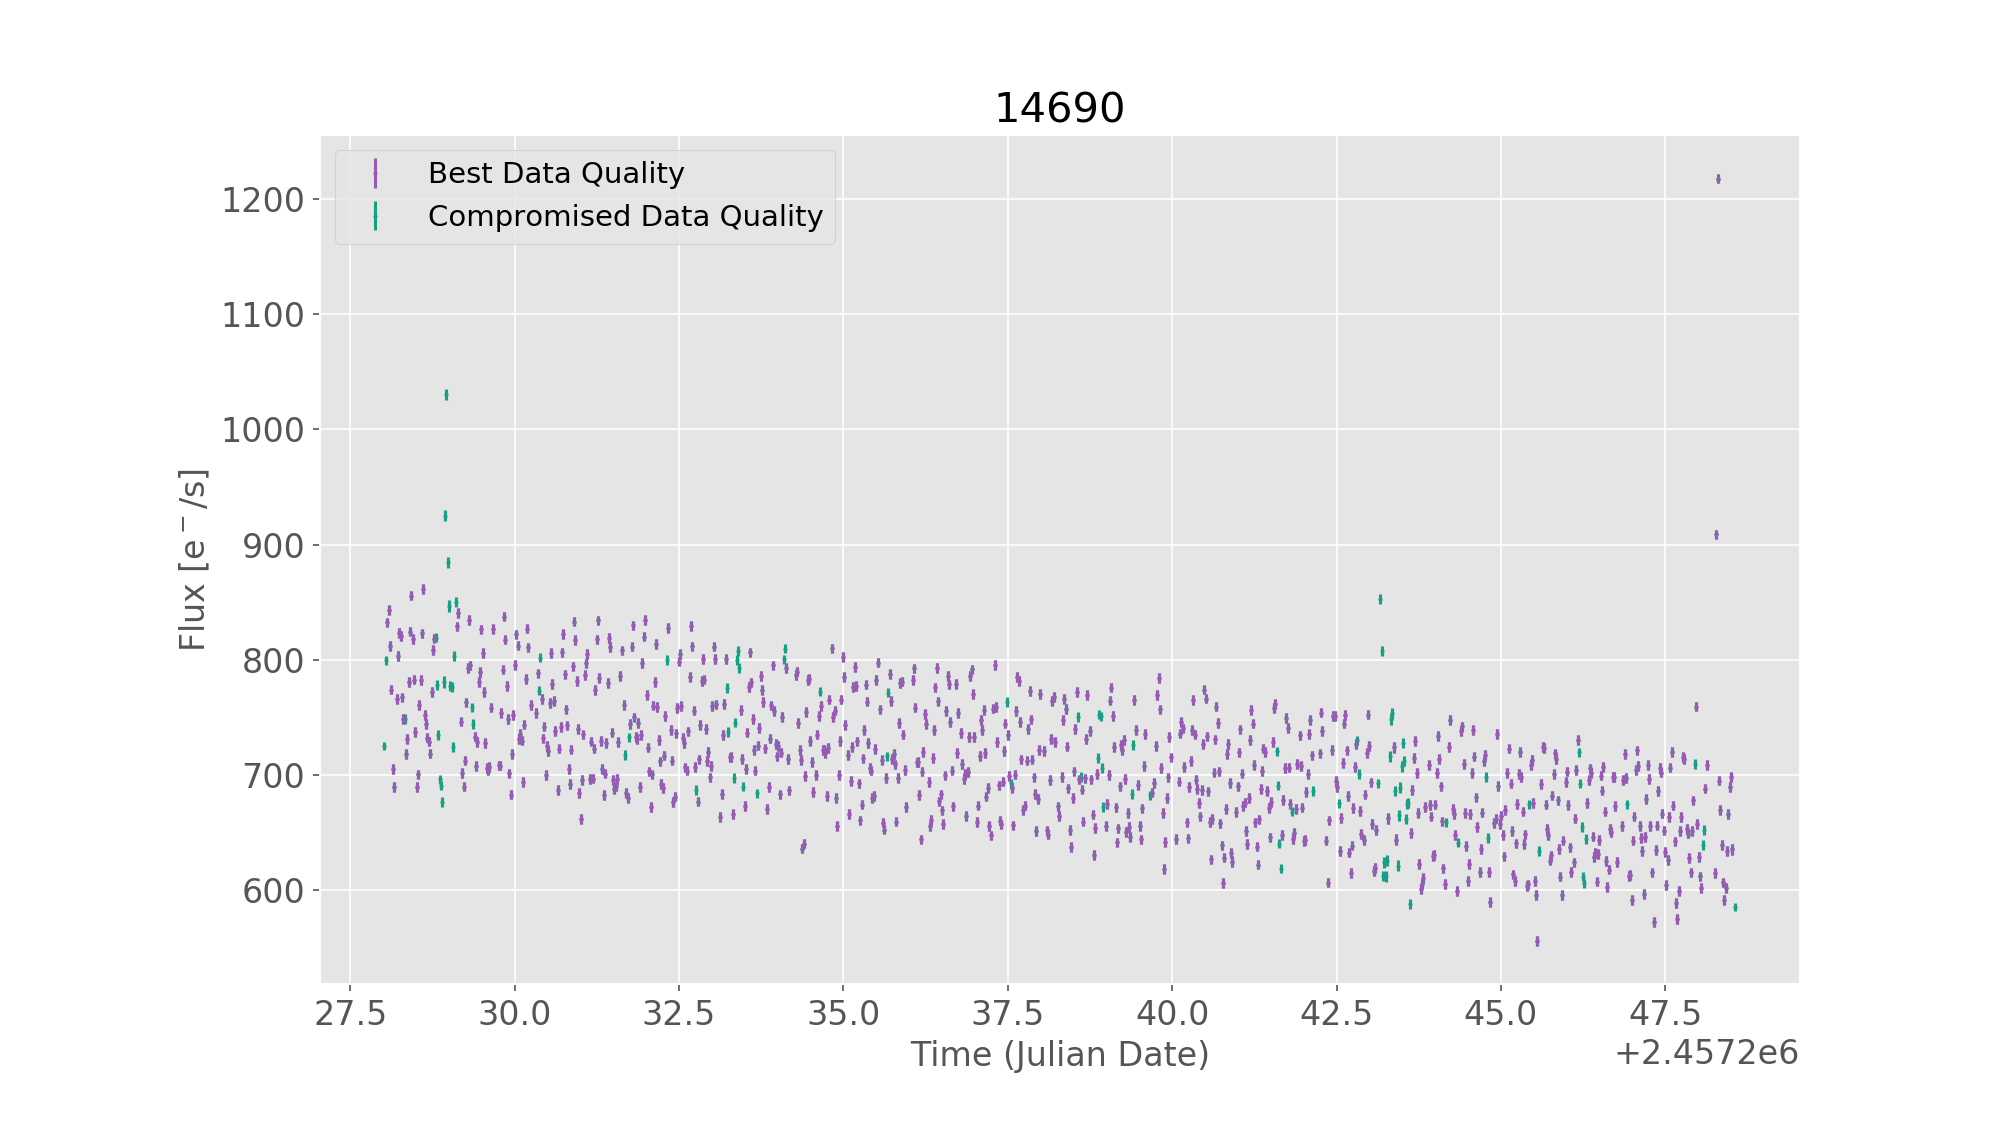 14690
Best Data Quality
Compromised Data Quality
1200
1100
1000
900
800
700
600
Flux [e⁻/s]
27.5 30.0 32.5 35.0 37.5 40.0 42.5 45.0 47.5
Time (Julian Date)
+2.4572e6